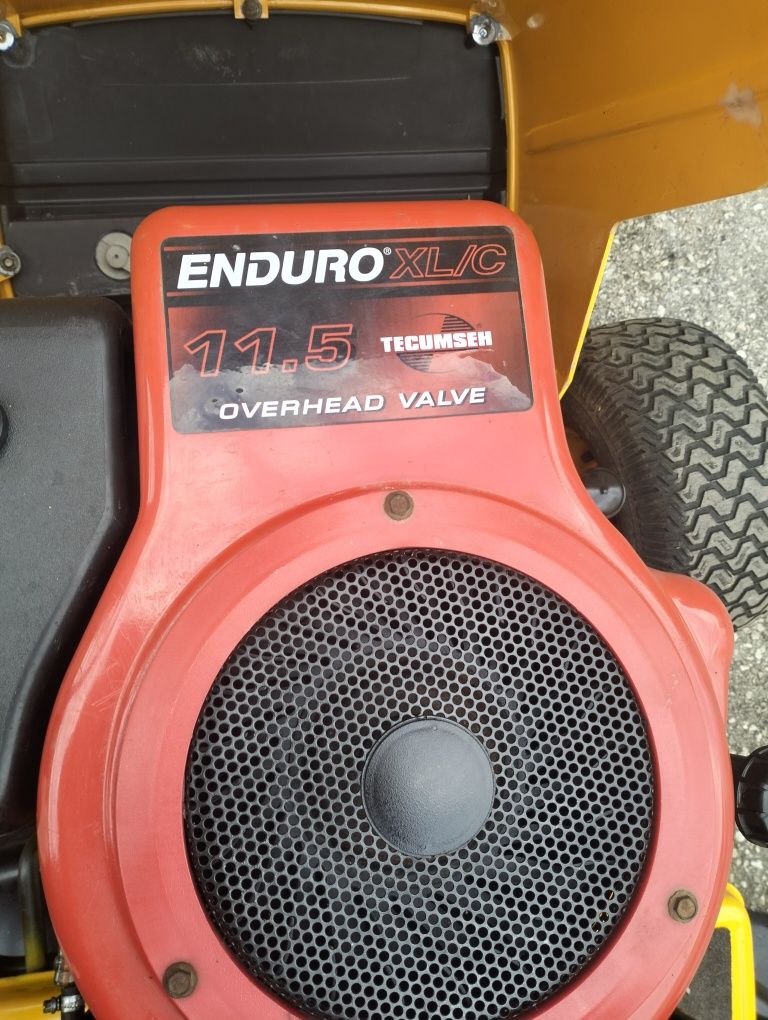 ENDURO® XL/C
11.5 TECUMSEH
OVERHEAD VALVE